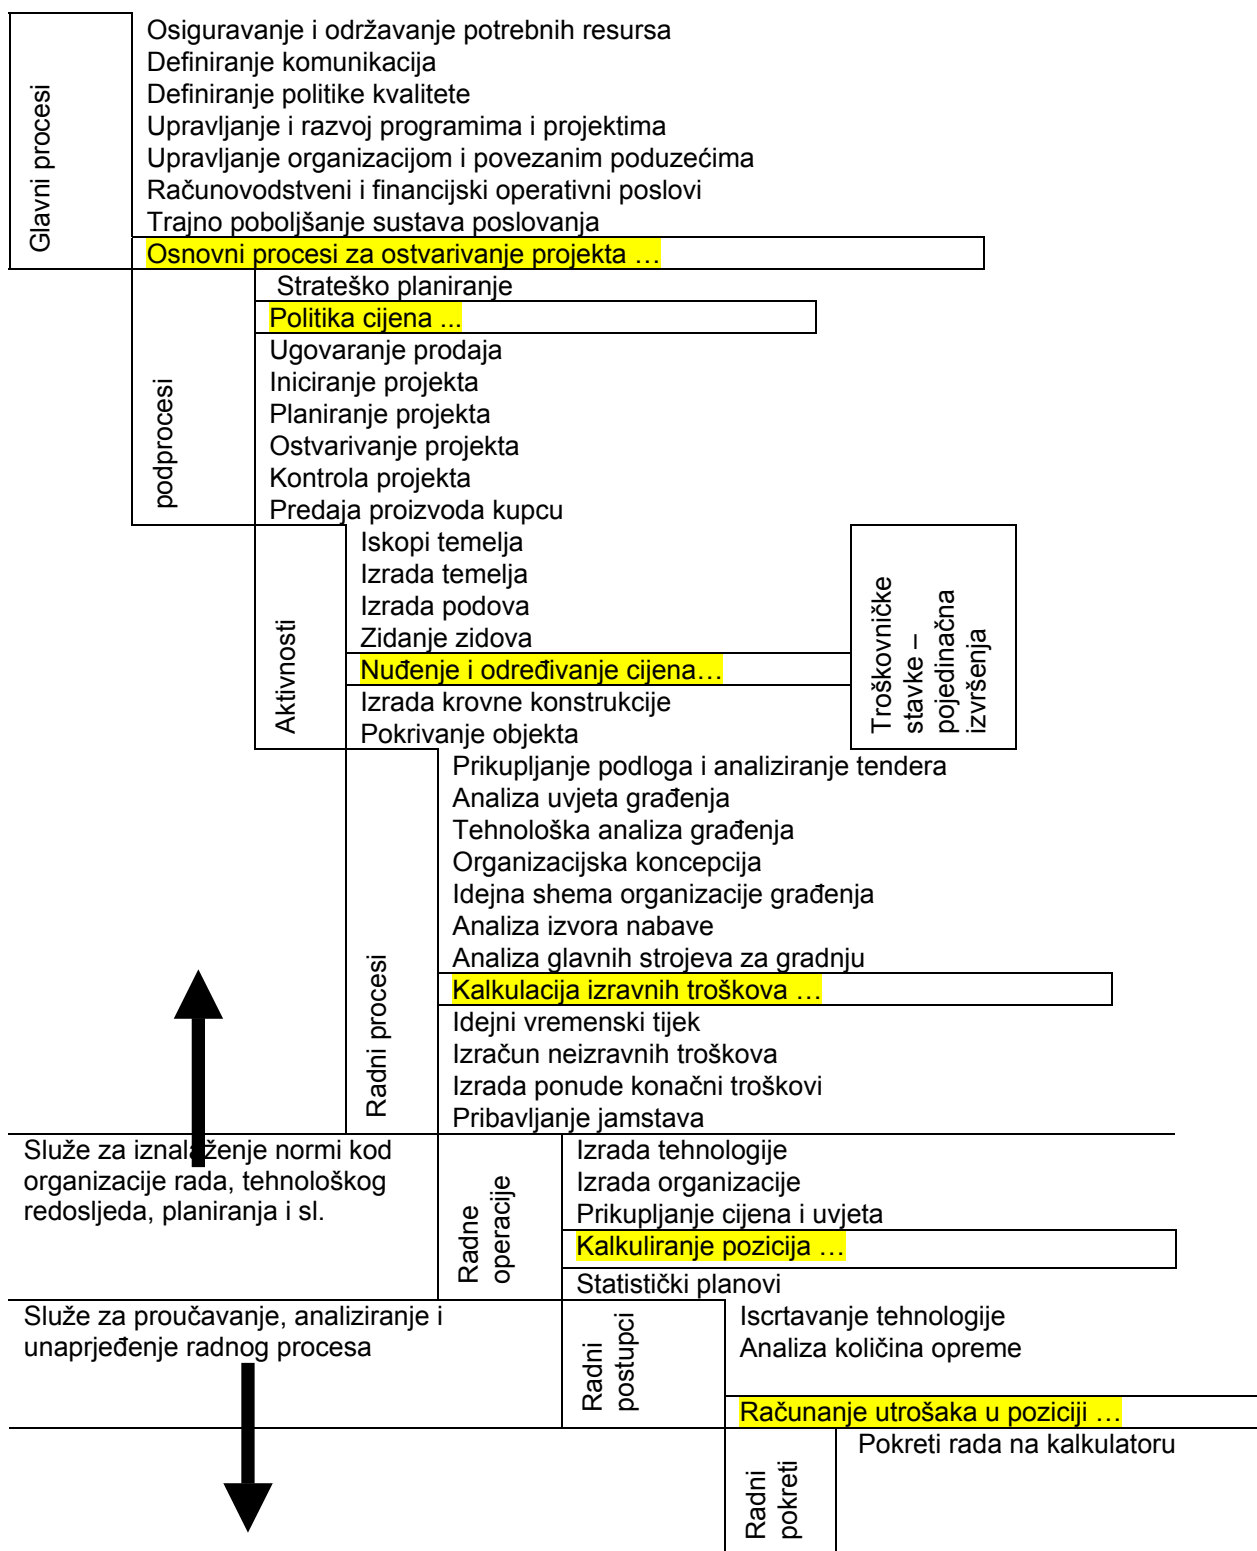 Glavni procesi
Osiguravanje i održavanje potrebnih resursa
Definiranje komunikacija
Definiranje politike kvalitete
Upravljanje i razvoj programima i projektima
Upravljanje organizacijom i povezanim poduzećima
Računovodstveni i financijski operativni poslovi
Trajno poboljšanje sustava poslovanja
Osnovni procesi za ostvarivanje projekta …
podprocesi
Strateško planiranje
Politika cijena ...
Ugovaranje prodaja
Iniciranje projekta
Planiranje projekta
Ostvarivanje projekta
Kontrola projekta
Predaja proizvoda kupcu
Aktivnosti
Iskopi temelja
Izrada temelja
Izrada podova
Zidanje zidova
Nuđenje i određivanje cijena…
Izrada krovne konstrukcije
Pokrivanje objekta
Troškovničke
stavke –
pojedinačna
izvršenja
Radni procesi
Prikupljanje podloga i analiziranje tendera
Analiza uvjeta građenja
Tehnološka analiza građenja
Organizacijska koncepcija
Idejna shema organizacije građenja
Analiza izvora nabave
Analiza glavnih strojeva za gradnju
Kalkulacija izravnih troškova …
Idejni vremenski tijek
Izračun neizravnih troškova
Izrada ponude konačni troškovi
Pribavljanje jamstava
Služe za iznalaženje normi kod
organizacije rada, tehnološkog
redosljeda, planiranja i sl.
Radne
operacije
Izrada tehnologije
Izrada organizacije
Prikupljanje cijena i uvjeta
Kalkuliranje pozicija …
Statistički planovi
Služe za proučavanje, analiziranje i
unaprjeđenje radnog procesa
Radni
postupci
Iscrtavanje tehnologije
Analiza količina opreme
Računanje utrošaka u poziciji …
Radni
pokreti
Pokreti rada na kalkulatoru